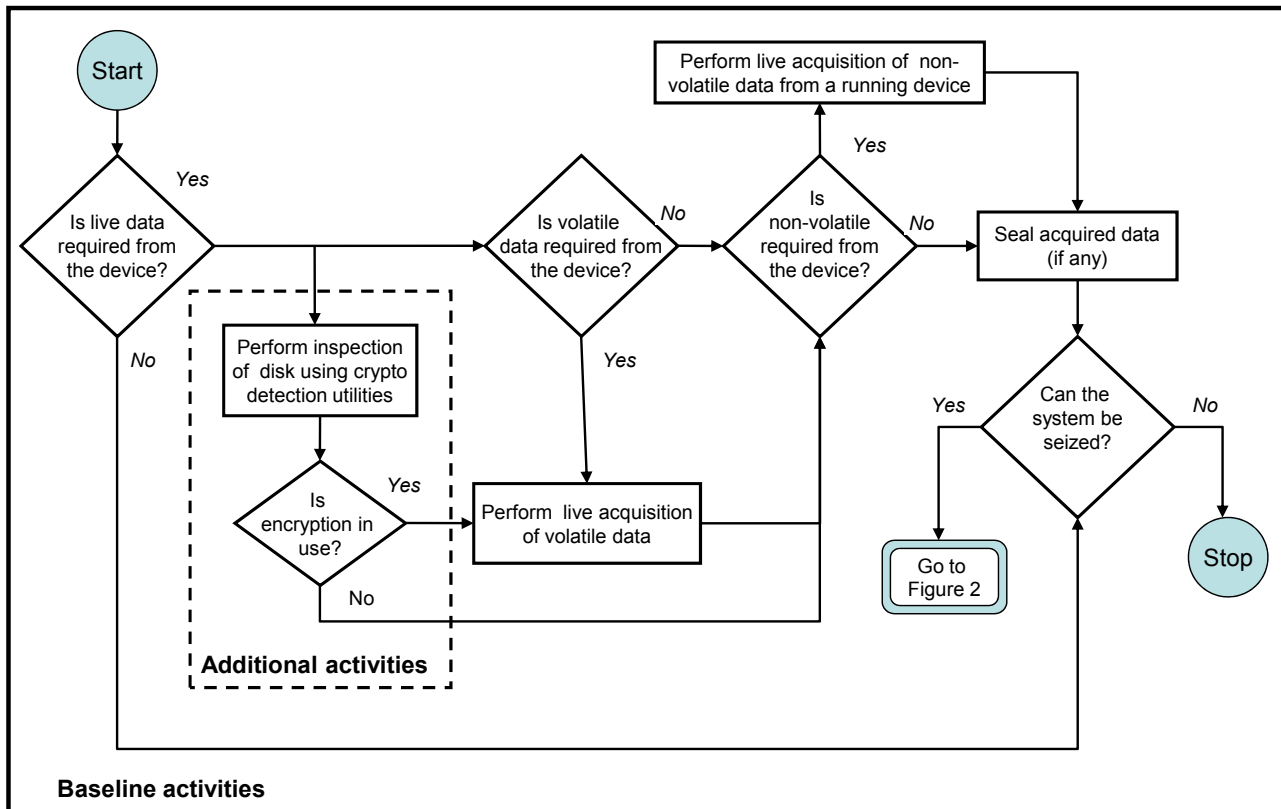 Start
Perform live acquisition of non-
volatile data from a running device
Yes
Yes
Is live data
required from
the device?
Is volatile
data required from
the device?
No
Is
non-volatile
required from
the device?
No
Seal acquired data
(if any)
No
Perform inspection
of disk using crypto
detection utilities
Yes
Yes
Can the
system be
seized?
No
Is
encryption in
use?
Yes
Perform live acquisition
of volatile data
No
Go to
Figure 2
Stop
Additional activities
Baseline activities